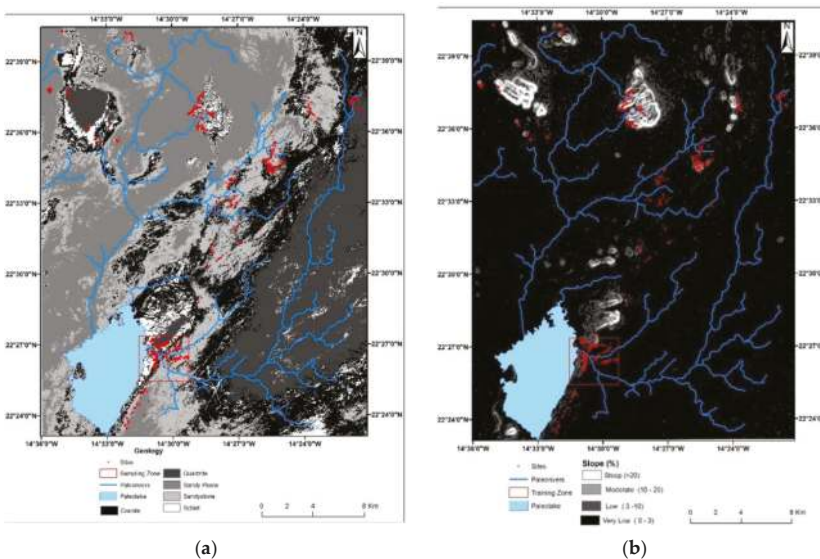 14°33'0"W 14°30'0"W 14°27'0"W 14°24'0"W
N
22°39'0"N
22°36'0"N
22°33'0"N
22°30'0"N
22°27'0"N
22°24'0"N
14°36'0"W 14°33'0"W 14°30'0"W 14°27'0"W 14°24'0"W
Geology
Sites
Sampling Zone
Paleorivers
Paleolake
Quartzite
Sandy Plains
Sandystone
Schist
0 2 4 8 Km
(a)
14°33'0"W 14°30'0"W 14°27'0"W 14°24'0"W
N
22°39'0"N
22°36'0"N
22°33'0"N
22°30'0"N
22°27'0"N
22°24'0"N
14°36'0"W 14°33'0"W 14°30'0"W 14°27'0"W 14°24'0"W
Sites
Paleorivers
Training Zone
Paleolake
Slope (%)
Steep (>20)
Moderate (10 - 20)
Low ( 3 -10)
Very Low ( 0 - 3)
0 2 4 8 Km
(b)